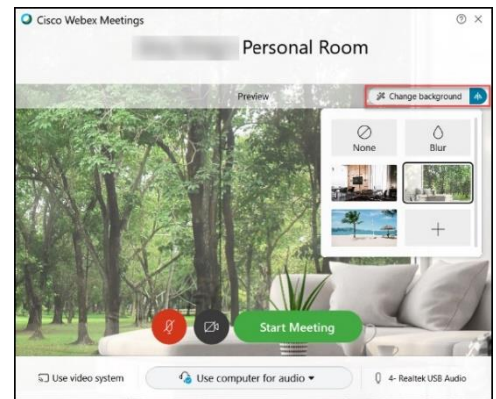 Cisco Webex Meetings
Personal Room
Preview
Change background
None
Blur
Start Meeting
Use video system
Use computer for audio
4- Realtek USB Audio